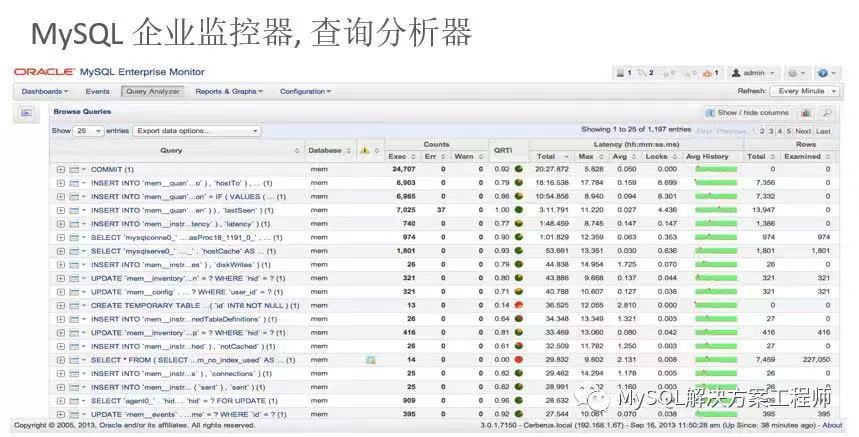 MySQL 企业监控器, 查询分析器
ORACLE MySQL Enterprise Monitor
1 2 0 0 1 admin
Dashboards Events Query Analyzer Reports & Graphs Configuration Refresh: Every Minute
Browse Queries Show / hide columns
Show 25 entries Export data options... Showing 1 to 25 of 1,197 entries First Previous 1 2 3 4 5 Next Last
Query Database Counts QRTi Latency (hh:mm:ss.ms) Rows
Exec Err Warn Total Max Avg Locks Avg History Total Examined
COMMIT (1) mem 24,707 0 0 0.92 20:27.872 5.828 0.050 0.000 0 0
INSERT INTO `mem__quan`...o` ) , `hostTo` ) , ... (1) mem 6,903 0 0 0.79 18:16.538 17.784 0.159 6.699 7,356 0
INSERT INTO `mem__quan`...on` = IF ( VALUES ( ... (1) mem 6,985 0 0 0.86 10:54.856 8.940 0.094 8.301 7,332 0
INSERT INTO `mem__quan`...en` ) ) , `lastSeen` ) (1) mem 7,025 37 0 1.00 3:11.791 11.220 0.027 4.436 13,947 0
INSERT INTO `mem__instr...tency` ) , `latency` ) (1) mem 740 0 0 0.77 1:48.459 8.745 0.147 0.147 1,386 0
SELECT `mysqlconne0_`....asProc18_1191_0_` , ... (1) mem 974 0 0 0.90 1:01.829 12.359 0.063 0.353 974 974
SELECT `mysqlserve0_`...._`. `hostCache` AS ... (1) mem 1,801 0 0 0.93 53.661 13.351 0.030 0.636 1,801 1,801
INSERT INTO `mem__instr...es` ) , `diskWrites` ) (1) mem 26 0 0 0.79 44.838 14.954 1.725 0.070 26 0
UPDATE `mem__inventory`...n` = ? WHERE `hid` = ? (1) mem 321 0 0 0.80 43.886 9.668 0.137 0.044 321 321
UPDATE `mem__config` . ... ? WHERE `user_id` = ? (1) mem 321 0 0 0.71 40.788 10.607 0.127 0.038 321 321
CREATE TEMPORARY TABLE ...( `id` INT8 NOT NULL ) (1) mem 13 0 0 0.14 36.525 12.055 2.810 0.000 0 0
INSERT INTO `mem__instr...nedTableDefinitions` ) (1) mem 26 0 0 0.64 34.348 13.349 1.321 0.003 27 0
UPDATE `mem__inventory`...p` = ? WHERE `hid` = ? (1) mem 416 0 0 0.81 33.469 13.060 0.080 0.042 416 416
INSERT INTO `mem__instr...hed` ) , `notCached` ) (1) mem 26 0 0 0.61 32.509 11.782 1.250 0.003 27 0
SELECT * FROM ( SELECT ...m_no_index_used` AS ... (1) mem 14 0 0 0.00 29.832 9.602 2.131 0.008 7,459 227,050
INSERT INTO `mem__instr...s` ) , `connections` ) (1) mem 26 0 0 0.79 29.462 14.294 1.178 0.005
INSERT INTO `mem__instr... ( `sent` ) , `sent` ) (1) mem 26 0 0 0.82 28.991 1.160 0.003
SELECT `agent0_` . `hid... `hid` = ? FOR UPDATE (1) mem 909 0 0 0.96 28.632
UPDATE `mem__events` ....me` = ? WHERE `id` = ? (1) mem 395 0 0 0.92 27.544 10.061 0.070 0.038 395 395
MySQL解决方案工程师
Copyright © 2005, 2013, Oracle and/or its affiliates. All rights reserved. 3.0.1.7150 - Cerberus.local (192.168.1.67) - Sep 16, 2013 11:50:28 am (Up Since: 38 minutes ago) - About